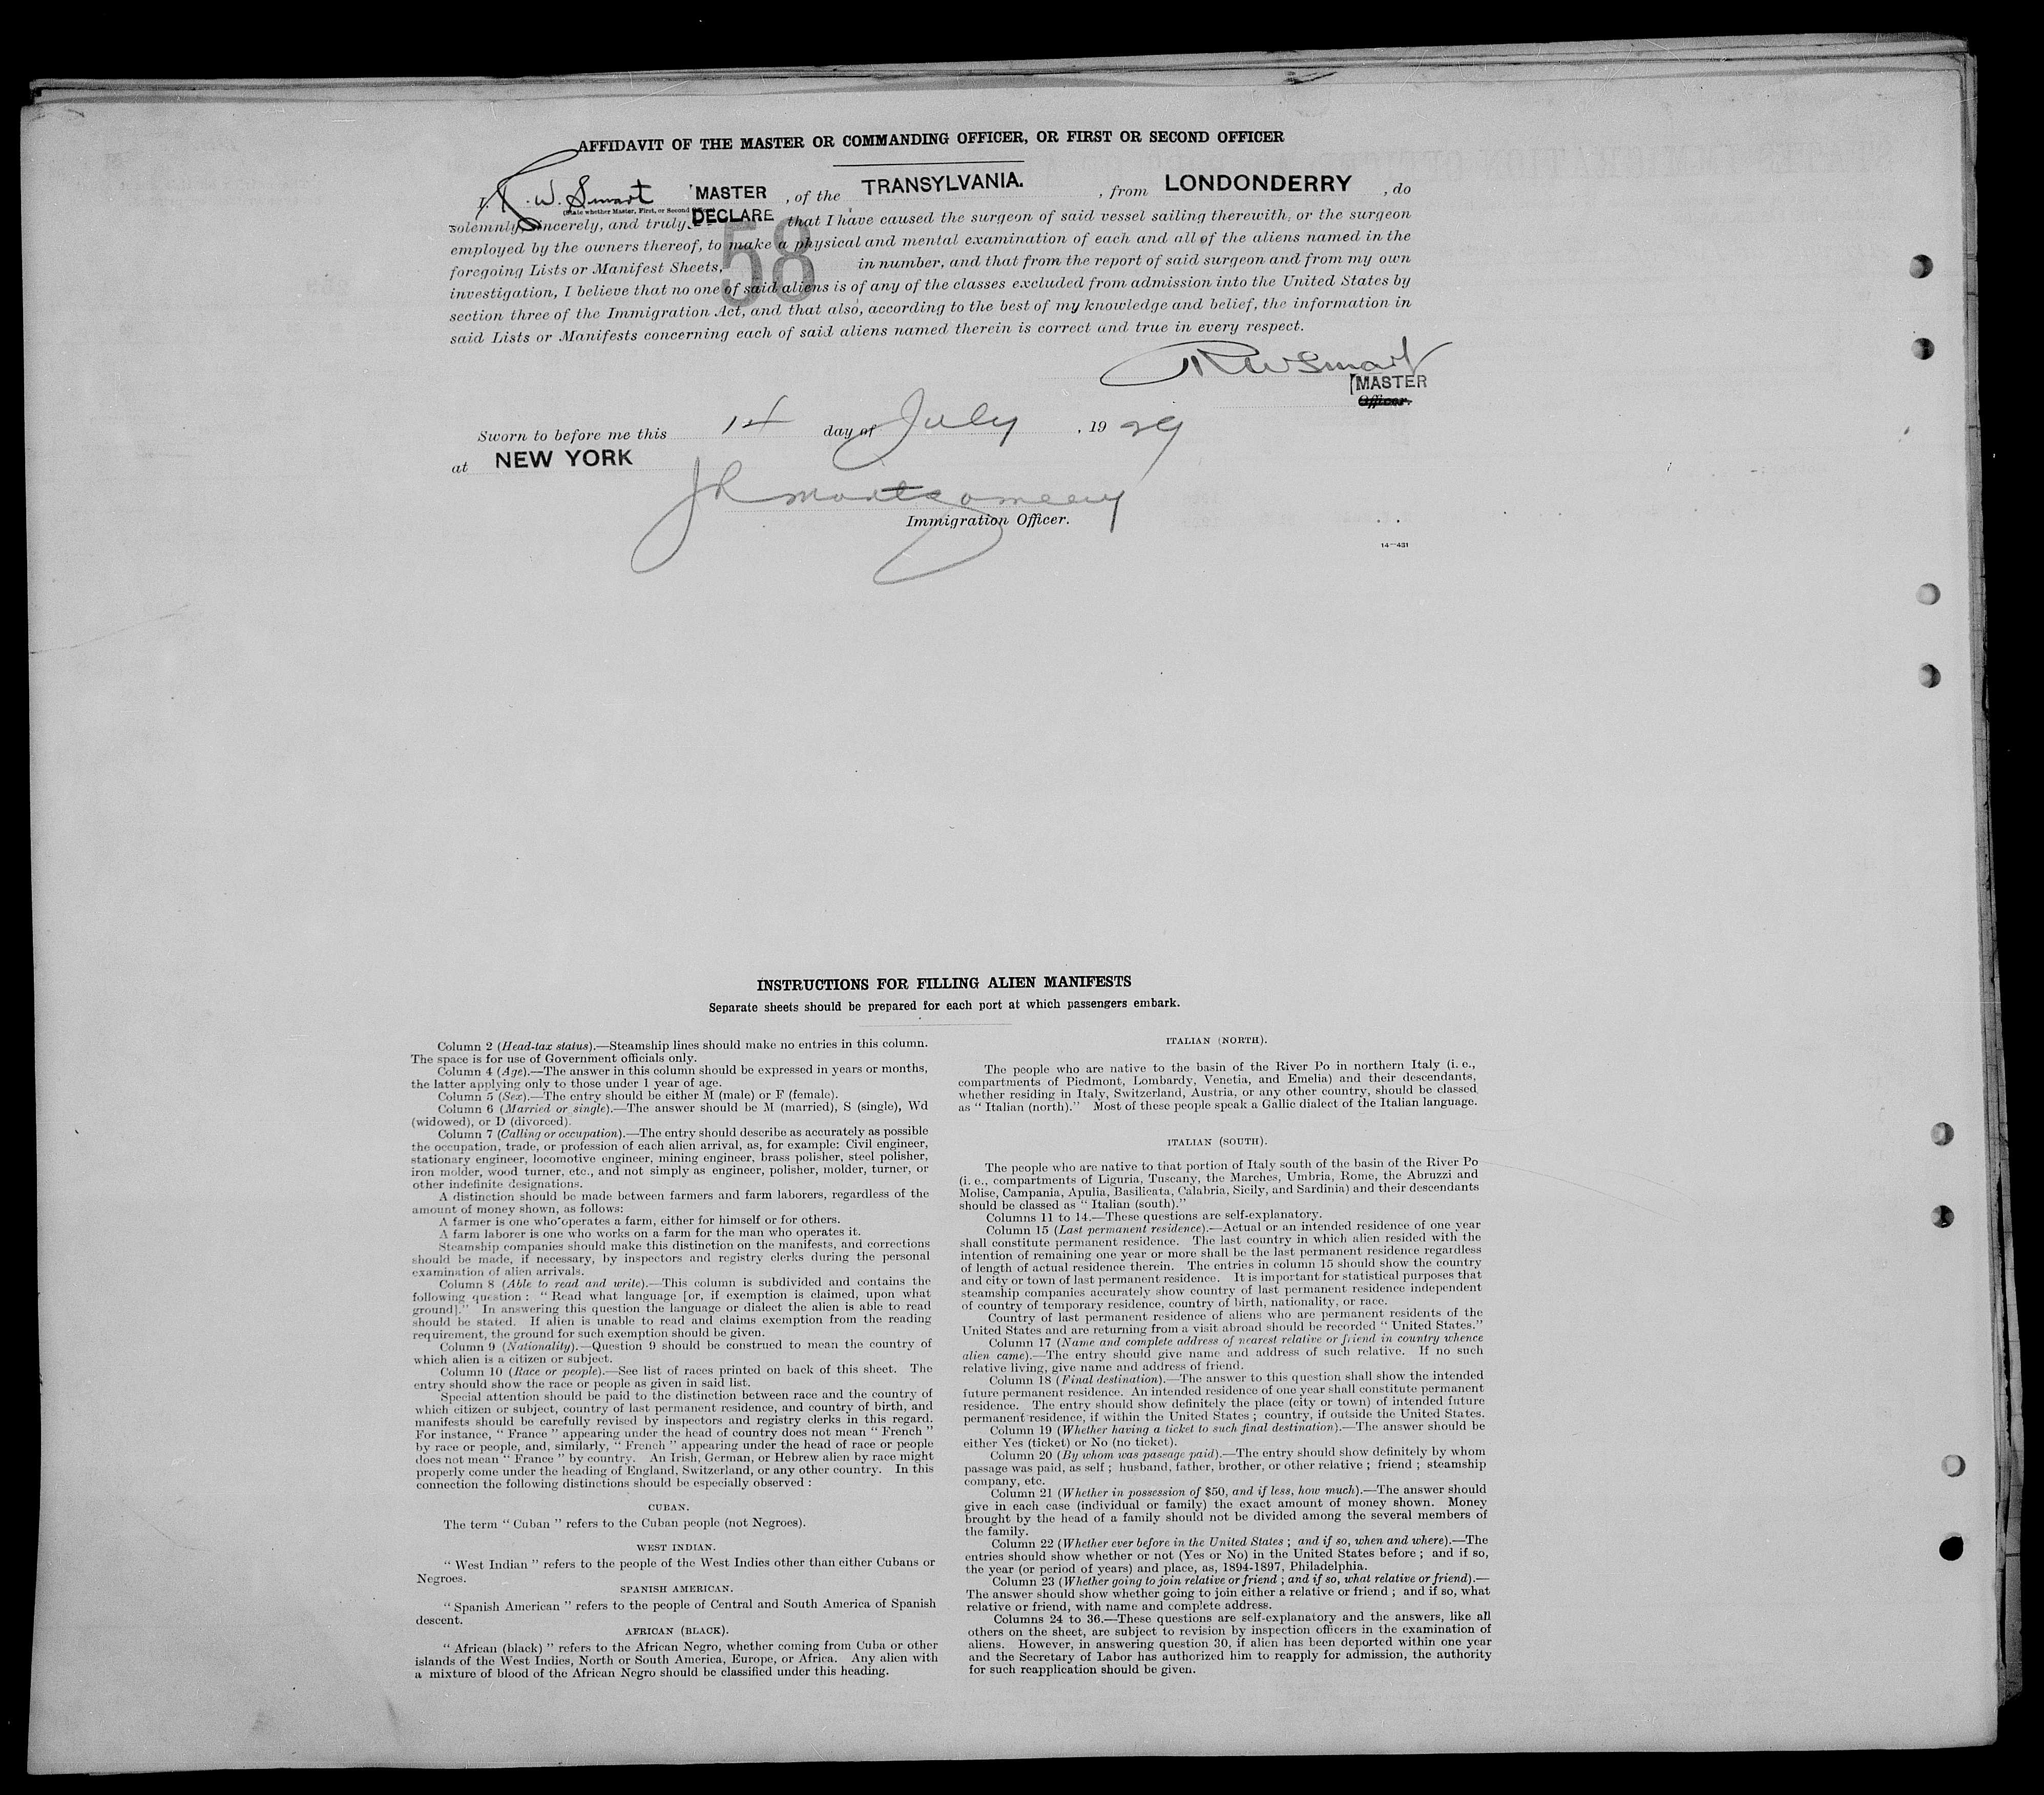 AFFIDAVIT OF THE MASTER OR COMMANDING OFFICER, OR FIRST OR SECOND OFFICER
I, R. W. Smart MASTER, of the TRANSYLVANIA., from LONDONDERRY, do
(State whether Master, First, or Second
solemnly, sincerely, and truly DECLARE that I have caused the surgeon of said vessel sailing therewith, or the surgeon
employed by the owners thereof, to make a physical and mental examination of each and all of the aliens named in the
foregoing Lists or Manifest Sheets, 58 in number, and that from the report of said surgeon and from my own
investigation, I believe that no one of said aliens is of any of the classes excluded from admission into the United States by
section three of the Immigration Act, and that also, according to the best of my knowledge and belief, the information in
said Lists or Manifests concerning each of said aliens named therein is correct and true in every respect.
R W Smart
MASTER
Officer.
Sworn to before me this 14 day of July, 1929
at NEW YORK
J R Montgomery
Immigration Officer.
14—431
INSTRUCTIONS FOR FILLING ALIEN MANIFESTS
Separate sheets should be prepared for each port at which passengers embark.
Column 2 (Head-tax status).—Steamship lines should make no entries in this column.
The space is for use of Government officials only.
Column 4 (Age).—The answer in this column should be expressed in years or months,
the latter applying only to those under 1 year of age.
Column 5 (Sex).—The entry should be either M (male) or F (female).
Column 6 (Married or single).—The answer should be M (married), S (single), Wd
(widowed), or D (divorced).
Column 7 (Calling or occupation).—The entry should describe as accurately as possible
the occupation, trade, or profession of each alien arrival, as, for example: Civil engineer,
stationary engineer, locomotive engineer, mining engineer, brass polisher, steel polisher,
iron molder, wood turner, etc., and not simply as engineer, polisher, molder, turner, or
other indefinite designations.
A distinction should be made between farmers and farm laborers, regardless of the
amount of money shown, as follows:
A farmer is one who operates a farm, either for himself or for others.
A farm laborer is one who works on a farm for the man who operates it.
Steamship companies should make this distinction on the manifests, and corrections
should be made, if necessary, by inspectors and registry clerks during the personal
examination of alien arrivals.
Column 8 (Able to read and write).—This column is subdivided and contains the
following question: "Read what language [or, if exemption is claimed, upon what
ground]." In answering this question the language or dialect the alien is able to read
should be stated. If alien is unable to read and claims exemption from the reading
requirement, the ground for such exemption should be given.
Column 9 (Nationality).—Question 9 should be construed to mean the country of
which alien is a citizen or subject.
Column 10 (Race or people).—See list of races printed on back of this sheet. The
entry should show the race or people as given in said list.
Special attention should be paid to the distinction between race and the country of
which citizen or subject, country of last permanent residence, and country of birth, and
manifests should be carefully revised by inspectors and registry clerks in this regard.
For instance, "France" appearing under the head of country does not mean "French"
by race or people, and, similarly, "French" appearing under the head of race or people
does not mean "France" by country. An Irish, German, or Hebrew alien by race might
properly come under the heading of England, Switzerland, or any other country. In this
connection the following distinctions should be especially observed:
CUBAN.
The term "Cuban" refers to the Cuban people (not Negroes).
WEST INDIAN.
"West Indian" refers to the people of the West Indies other than either Cubans or
Negroes.
SPANISH AMERICAN.
"Spanish American" refers to the people of Central and South America of Spanish
descent.
AFRICAN (BLACK).
"African (black)" refers to the African Negro, whether coming from Cuba or other
islands of the West Indies, North or South America, Europe, or Africa. Any alien with
a mixture of blood of the African Negro should be classified under this heading.
ITALIAN (NORTH).
The people who are native to the basin of the River Po in northern Italy (i. e.,
compartments of Piedmont, Lombardy, Venetia, and Emelia) and their descendants,
whether residing in Italy, Switzerland, Austria, or any other country, should be classed
as "Italian (north)." Most of these people speak a Gallic dialect of the Italian language.
ITALIAN (SOUTH).
The people who are native to that portion of Italy south of the basin of the River Po
(i. e., compartments of Liguria, Tuscany, the Marches, Umbria, Rome, the Abruzzi and
Molise, Campania, Apulia, Basilicata, Calabria, Sicily, and Sardinia) and their descendants
should be classed as "Italian (south)."
Columns 11 to 14.—These questions are self-explanatory.
Column 15 (Last permanent residence).—Actual or an intended residence of one year
shall constitute permanent residence. The last country in which alien resided with the
intention of remaining one year or more shall be the last permanent residence regardless
of length of actual residence therein. The entries in column 15 should show the country
and city or town of last permanent residence. It is important for statistical purposes that
steamship companies accurately show country of last permanent residence independent
of country of temporary residence, country of birth, nationality, or race.
Country of last permanent residence of aliens who are permanent residents of the
United States and are returning from a visit abroad should be recorded "United States."
Column 17 (Name and complete address of nearest relative or friend in country whence
alien came).—The entry should give name and address of such relative. If no such
relative living, give name and address of friend.
Column 18 (Final destination).—The answer to this question shall show the intended
future permanent residence. An intended residence of one year shall constitute permanent
residence. The entry should show definitely the place (city or town) of intended future
permanent residence, if within the United States; country, if outside the United States.
Column 19 (Whether having a ticket to such final destination).—The answer should be
either Yes (ticket) or No (no ticket).
Column 20 (By whom was passage paid).—The entry should show definitely by whom
passage was paid, as self; husband, father, brother, or other relative; friend; steamship
company, etc.
Column 21 (Whether in possession of $50, and if less, how much).—The answer should
give in each case (individual or family) the exact amount of money shown. Money
brought by the head of a family should not be divided among the several members of
the family.
Column 22 (Whether ever before in the United States; and if so, when and where).—The
entries should show whether or not (Yes or No) in the United States before; and if so,
the year (or period of years) and place, as, 1894-1897, Philadelphia.
Column 23 (Whether going to join relative or friend; and if so, what relative or friend).—
The answer should show whether going to join either a relative or friend; and if so, what
relative or friend, with name and complete address.
Columns 24 to 36.—These questions are self-explanatory and the answers, like all
others on the sheet, are subject to revision by inspection officers in the examination of
aliens. However, in answering question 30, if alien has been deported within one year
and the Secretary of Labor has authorized him to reapply for admission, the authority
for such reapplication should be given.